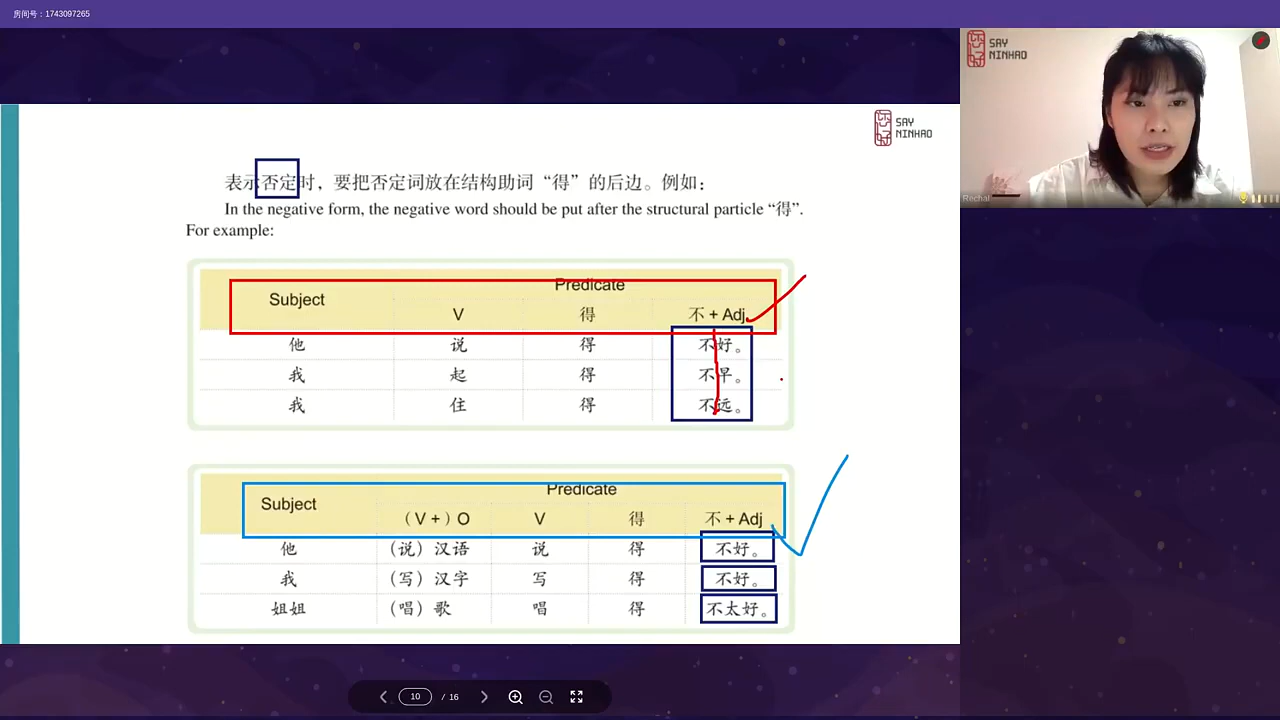 房间号：1743097265
SAY
NINHAO
SAY
NINHAO
Rechal
表示否定时，要把否定词放在结构助词“得”的后边。例如：
In the negative form, the negative word should be put after the structural particle “得”.
For example:
Subject Predicate
V 得 不 + Adj.
他 说 得 不好。
我 起 得 不早。
我 住 得 不远。
Subject Predicate
（V +）O V 得 不 + Adj
他 （说）汉语 说 得 不好。
我 （写）汉字 写 得 不好。
姐姐 （唱）歌 唱 得 不太好。
10 / 16